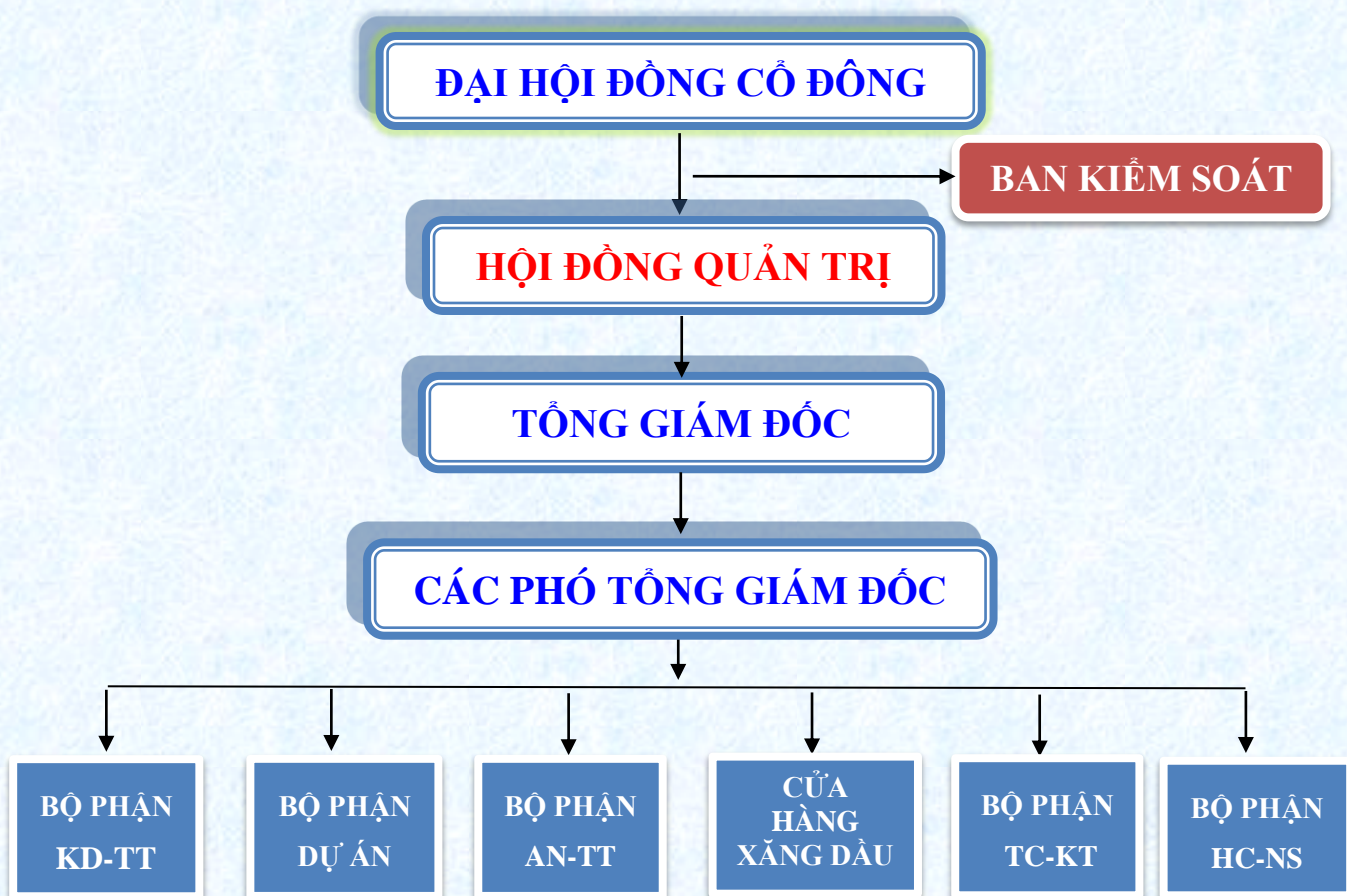 ĐẠI HỘI ĐỒNG CỔ ĐÔNG
BAN KIỂM SOÁT
HỘI ĐỒNG QUẢN TRỊ
TỔNG GIÁM ĐỐC
CÁC PHÓ TỔNG GIÁM ĐỐC
BỘ PHẬN
KD-TT
BỘ PHẬN
DỰ ÁN
BỘ PHẬN
AN-TT
CỬA
HÀNG
XĂNG DẦU
BỘ PHẬN
TC-KT
BỘ PHẬN
HC-NS